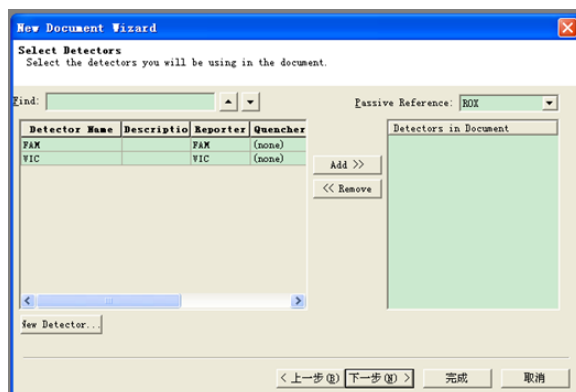 New Document Wizard
Select Detectors
Select the detectors you will be using in the document.
Find:
Passive Reference: ROX
Detector Name Descriptio Reporter Quencher
FAM FAM (none)
VIC VIC (none)
Detectors in Document
Add >>
<< Remove
New Detector...
< 上一步(B) 下一步(N) > 完成 取消